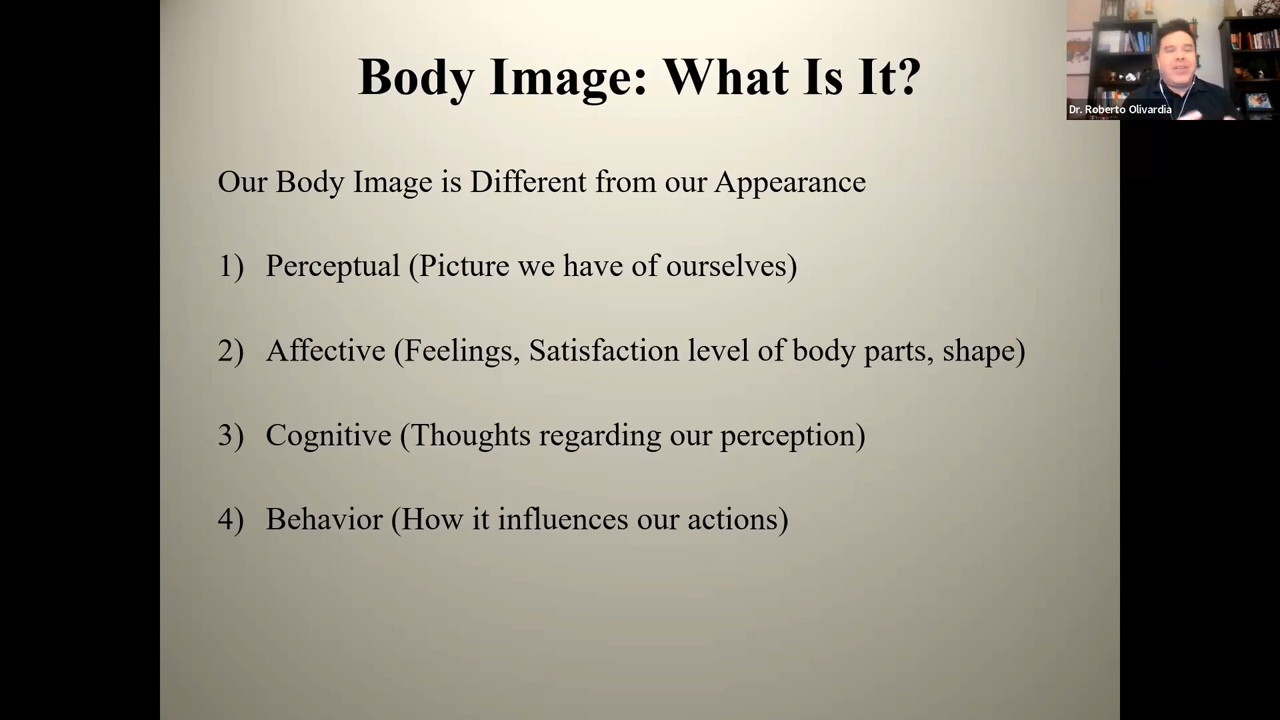 Body Image: What Is It?
Dr. Roberto Olivardia
Our Body Image is Different from our Appearance
1) Perceptual (Picture we have of ourselves)
2) Affective (Feelings, Satisfaction level of body parts, shape)
3) Cognitive (Thoughts regarding our perception)
4) Behavior (How it influences our actions)